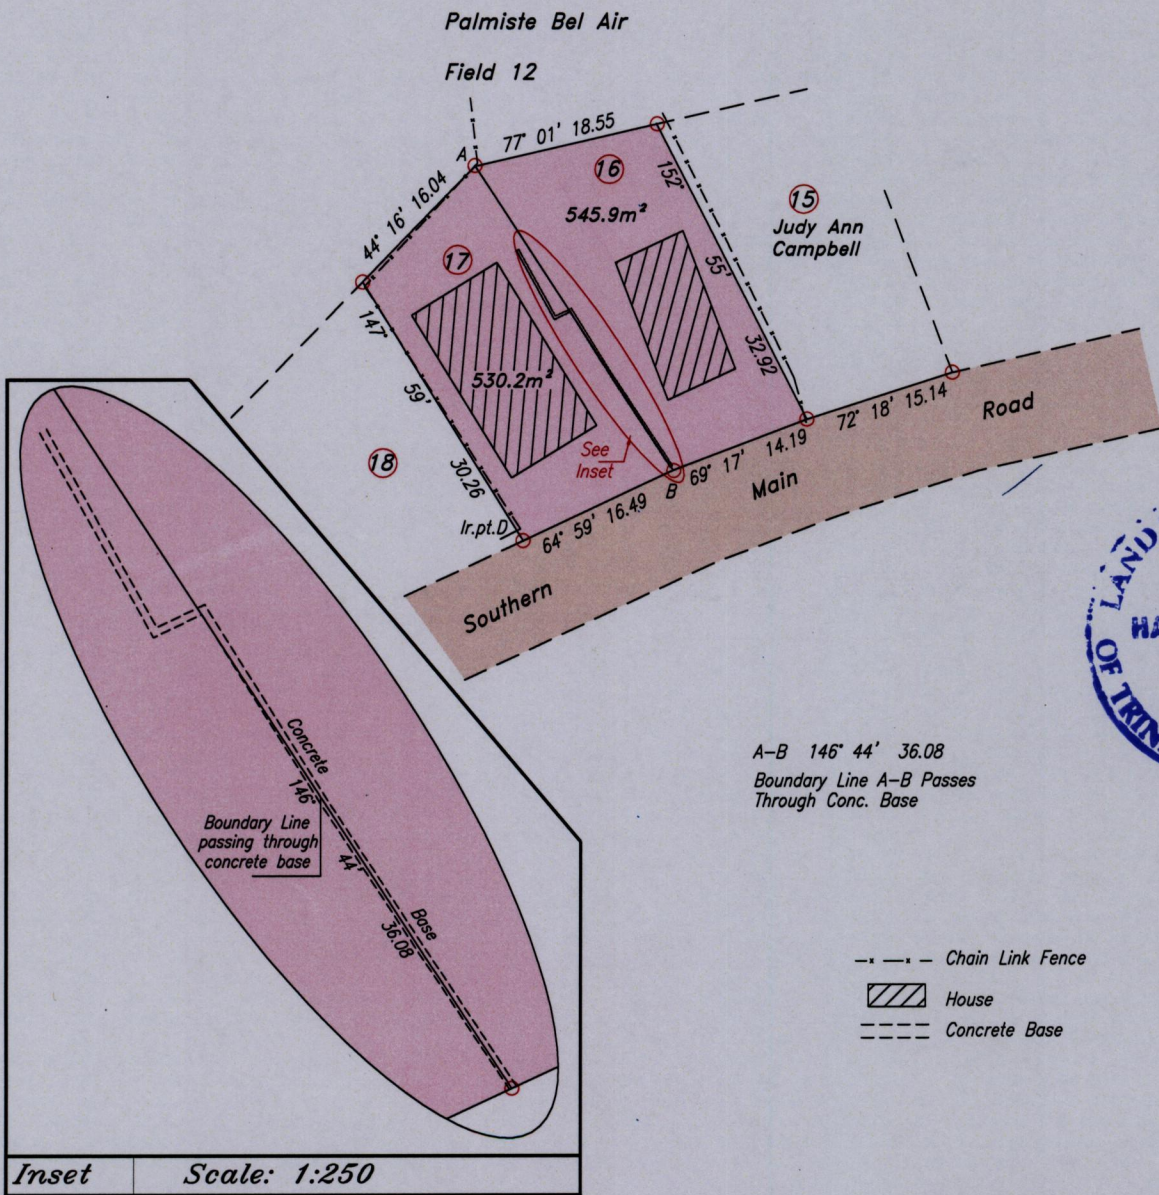 Palmiste Bel Air
Field 12
A
77° 01' 18.55
44° 16' 16.04
16
545.9m²
152°
55'
32.92
15
Judy Ann
Campbell
17
530.2m²
147°
59'
30.26
18
See
Inset
Ir.pt.D
64° 59' 16.49
B
69° 17' 14.19
72° 18' 15.14
Southern
Main
Road
OF
LAND
A-B 146° 44' 36.08
Boundary Line A-B Passes
Through Conc. Base
Concrete
146°
44'
Base
36.08
Boundary Line
passing through
concrete base
Chain Link Fence
House
Concrete Base
Inset
Scale: 1:250